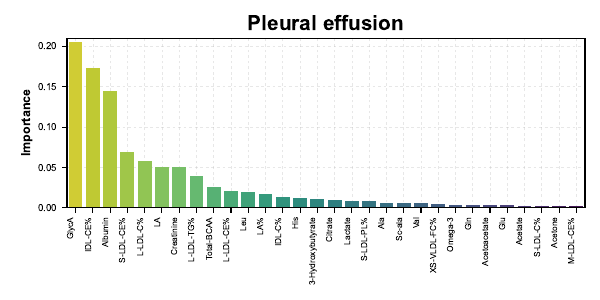 Pleural effusion
Importance
0.20
0.15
0.10
0.05
0.00
GlycA
IDL-CE%
Albumin
S-LDL-CE%
L-LDL-C%
LA
Creatinine
L-LDL-TG%
Total-BCAA
L-LDL-CE%
Leu
LA%
IDL-C%
His
3-Hydroxybutyrate
Citrate
Lactate
S-LDL-PL%
Ala
Sc-ala
Val
XS-VLDL-FC%
Omega-3
Gln
Acetoacetate
Glu
Acetate
S-LDL-C%
Acetone
M-LDL-CE%